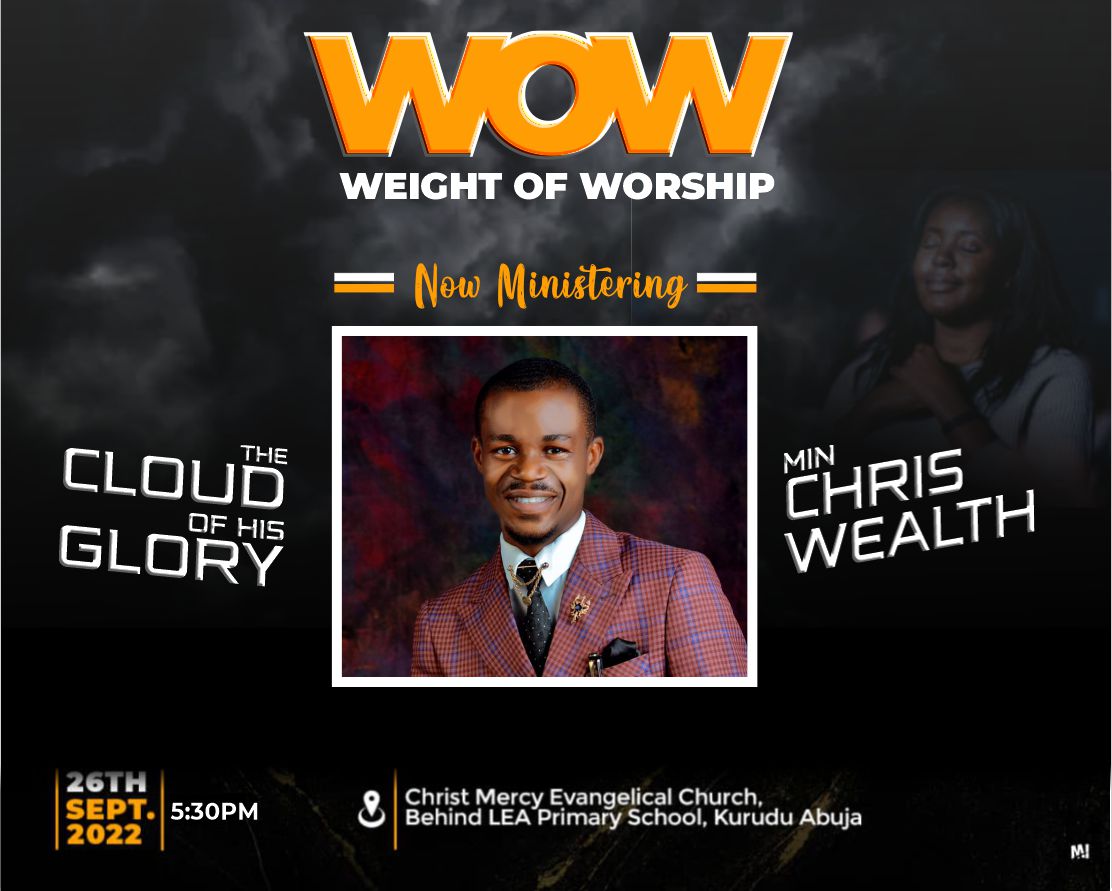 WOW
WEIGHT OF WORSHIP
Now Ministering
THE
CLOUD
OF HIS
GLORY
MIN
CHRIS
WEALTH
26TH
SEPT.
2022
5:30PM
Christ Mercy Evangelical Church,
Behind LEA Primary School, Kurudu Abuja